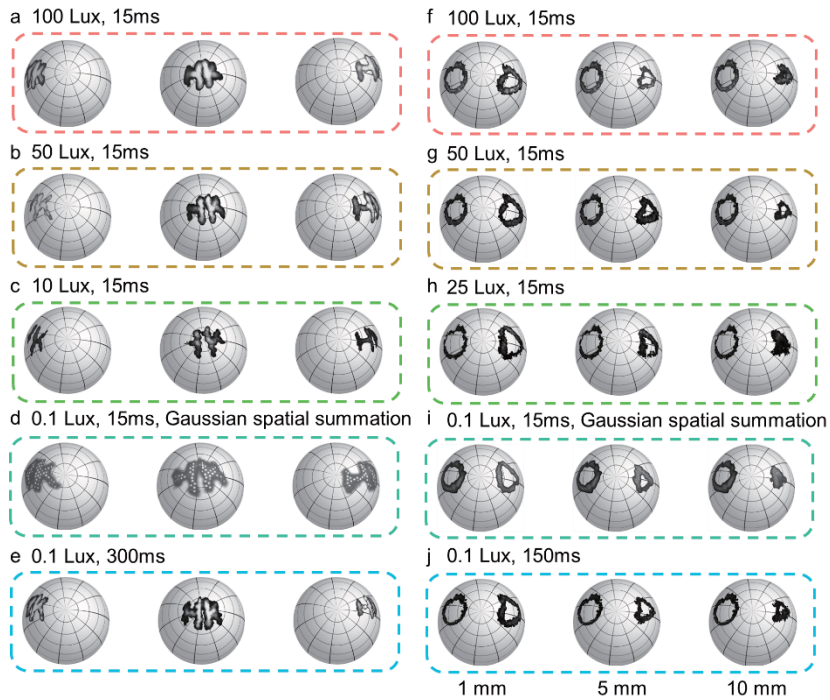 a 100 Lux, 15ms
b 50 Lux, 15ms
c 10 Lux, 15ms
d 0.1 Lux, 15ms, Gaussian spatial summation
e 0.1 Lux, 300ms
f 100 Lux, 15ms
g 50 Lux, 15ms
h 25 Lux, 15ms
i 0.1 Lux, 15ms, Gaussian spatial summation
j 0.1 Lux, 150ms
1 mm 5 mm 10 mm